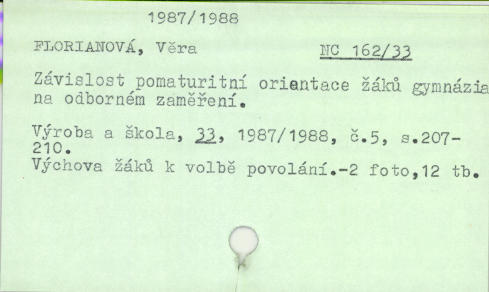 1987/1988
FLORIANOVÁ, Věra NC 162/33
Závislost pomaturitní orientace žáků gymnázia
na odborném zaměření.
Výroba a škola, 33, 1987/1988, č.5, s.207-
210.
Výchova žáků k volbě povolání.-2 foto,12 tb.